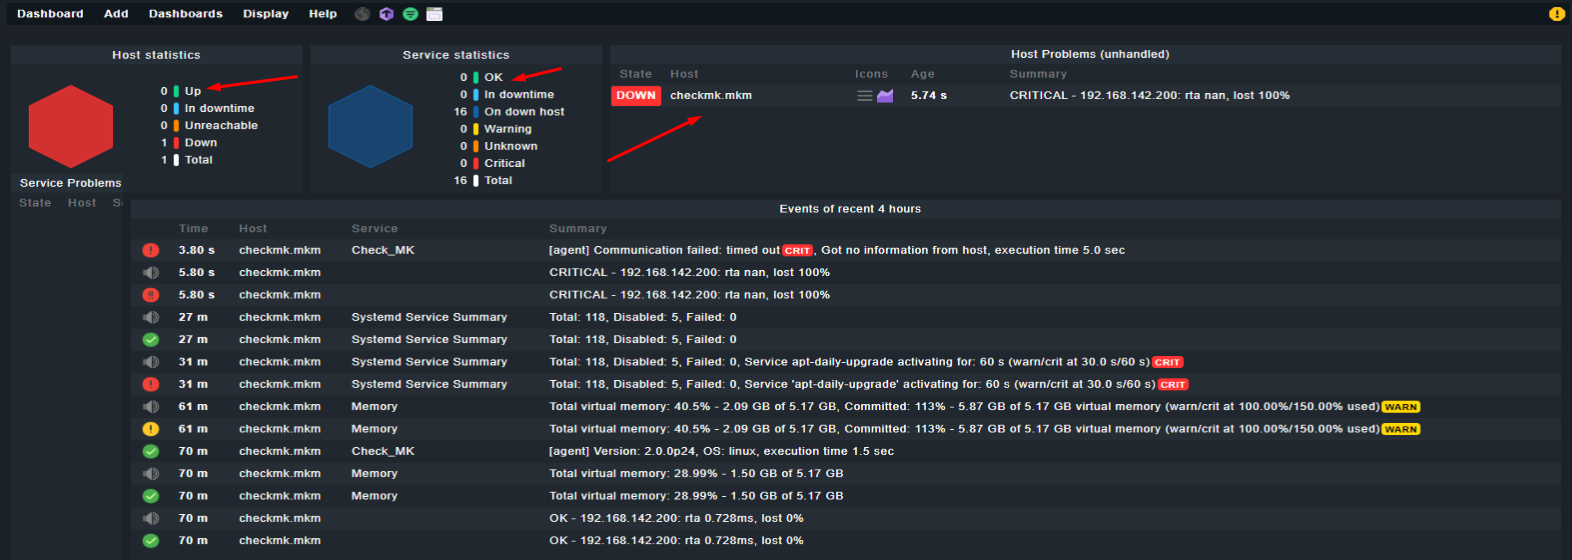 Dashboard Add Dashboards Display Help
Host statistics
0 Up
0 In downtime
0 Unreachable
1 Down
1 Total
Service statistics
0 OK
0 In downtime
16 On down host
0 Warning
0 Unknown
0 Critical
16 Total
Host Problems (unhandled)
State Host Icons Age Summary
DOWN checkmk.mkm 5.74 s CRITICAL - 192.168.142.200: rta nan, lost 100%
Service Problems
State Host S
Events of recent 4 hours
Time Host Service Summary
3.80 s checkmk.mkm Check_MK [agent] Communication failed: timed out CRIT, Got no information from host, execution time 5.0 sec
5.80 s checkmk.mkm CRITICAL - 192.168.142.200: rta nan, lost 100%
5.80 s checkmk.mkm CRITICAL - 192.168.142.200: rta nan, lost 100%
27 m checkmk.mkm Systemd Service Summary Total: 118, Disabled: 5, Failed: 0
27 m checkmk.mkm Systemd Service Summary Total: 118, Disabled: 5, Failed: 0
31 m checkmk.mkm Systemd Service Summary Total: 118, Disabled: 5, Failed: 0, Service apt-daily-upgrade activating for: 60 s (warn/crit at 30.0 s/60 s) CRIT
31 m checkmk.mkm Systemd Service Summary Total: 118, Disabled: 5, Failed: 0, Service 'apt-daily-upgrade' activating for: 60 s (warn/crit at 30.0 s/60 s) CRIT
61 m checkmk.mkm Memory Total virtual memory: 40.5% - 2.09 GB of 5.17 GB, Committed: 113% - 5.87 GB of 5.17 GB virtual memory (warn/crit at 100.00%/150.00% used) WARN
61 m checkmk.mkm Memory Total virtual memory: 40.5% - 2.09 GB of 5.17 GB, Committed: 113% - 5.87 GB of 5.17 GB virtual memory (warn/crit at 100.00%/150.00% used) WARN
70 m checkmk.mkm Check_MK [agent] Version: 2.0.0p24, OS: linux, execution time 1.5 sec
70 m checkmk.mkm Memory Total virtual memory: 28.99% - 1.50 GB of 5.17 GB
70 m checkmk.mkm Memory Total virtual memory: 28.99% - 1.50 GB of 5.17 GB
70 m checkmk.mkm OK - 192.168.142.200: rta 0.728ms, lost 0%
70 m checkmk.mkm OK - 192.168.142.200: rta 0.728ms, lost 0%